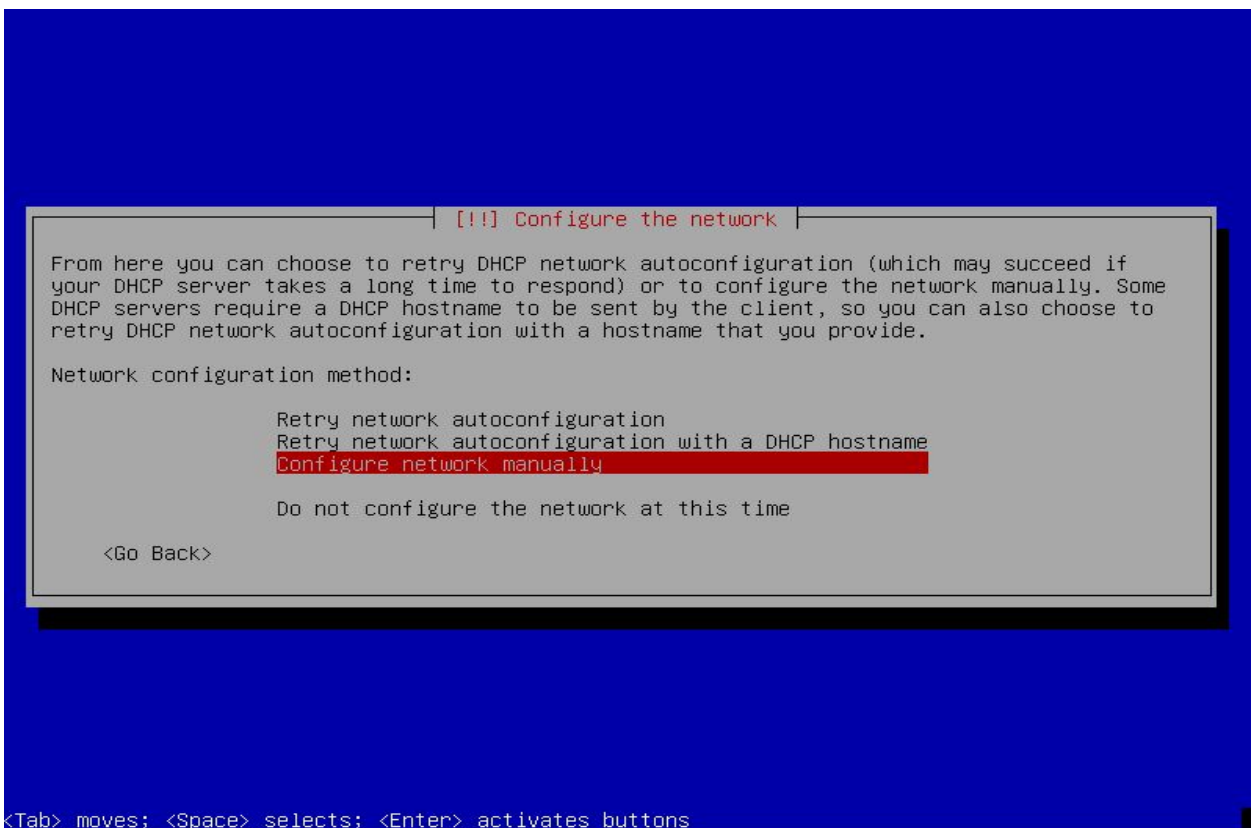 [!!] Configure the network
From here you can choose to retry DHCP network autoconfiguration (which may succeed if
your DHCP server takes a long time to respond) or to configure the network manually. Some
DHCP servers require a DHCP hostname to be sent by the client, so you can also choose to
retry DHCP network autoconfiguration with a hostname that you provide.
Network configuration method:
Retry network autoconfiguration
Retry network autoconfiguration with a DHCP hostname
Configure network manually
Do not configure the network at this time
<Go Back>
<Tab> moves; <Space> selects; <Enter> activates buttons